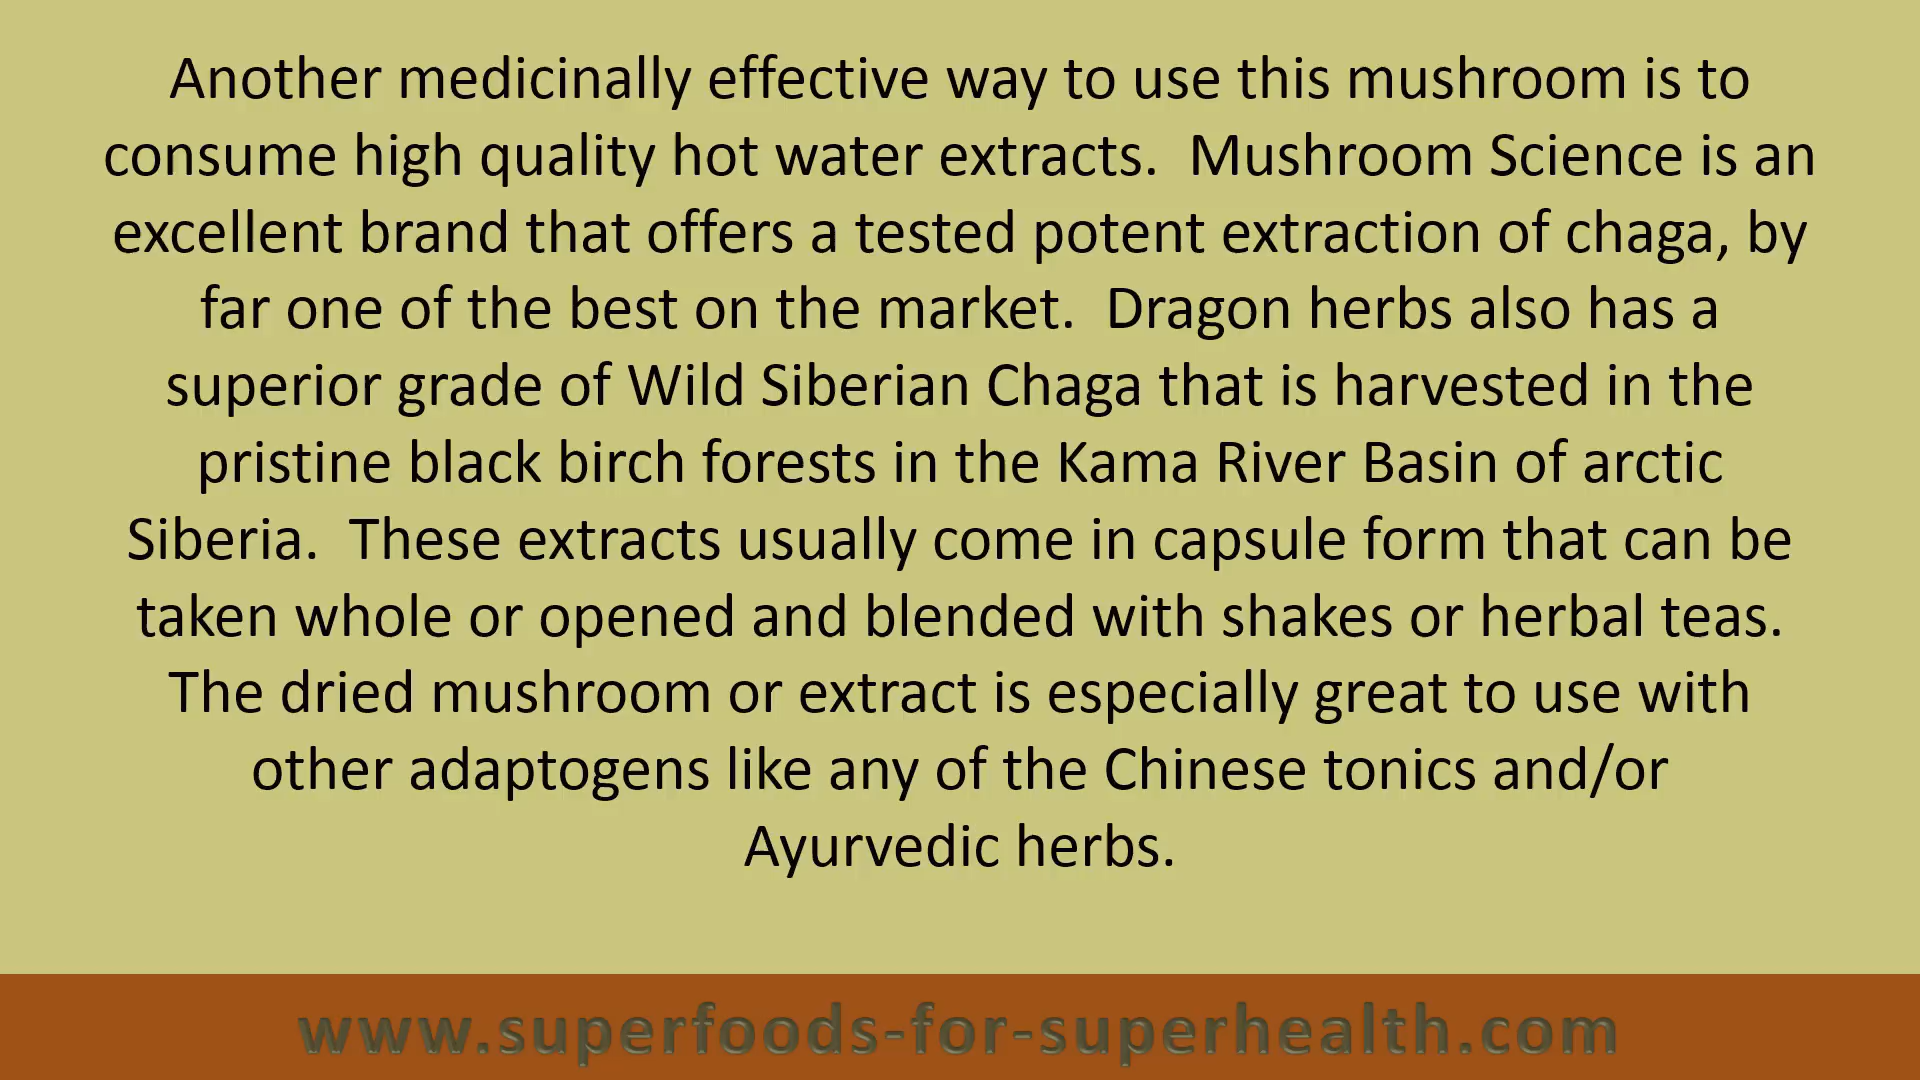 Another medicinally effective way to use this mushroom is to
consume high quality hot water extracts.  Mushroom Science is an
excellent brand that offers a tested potent extraction of chaga, by
far one of the best on the market.  Dragon herbs also has a
superior grade of Wild Siberian Chaga that is harvested in the
pristine black birch forests in the Kama River Basin of arctic
Siberia.  These extracts usually come in capsule form that can be
taken whole or opened and blended with shakes or herbal teas.
The dried mushroom or extract is especially great to use with
other adaptogens like any of the Chinese tonics and/or
Ayurvedic herbs.
www.superfoods-for-superhealth.com